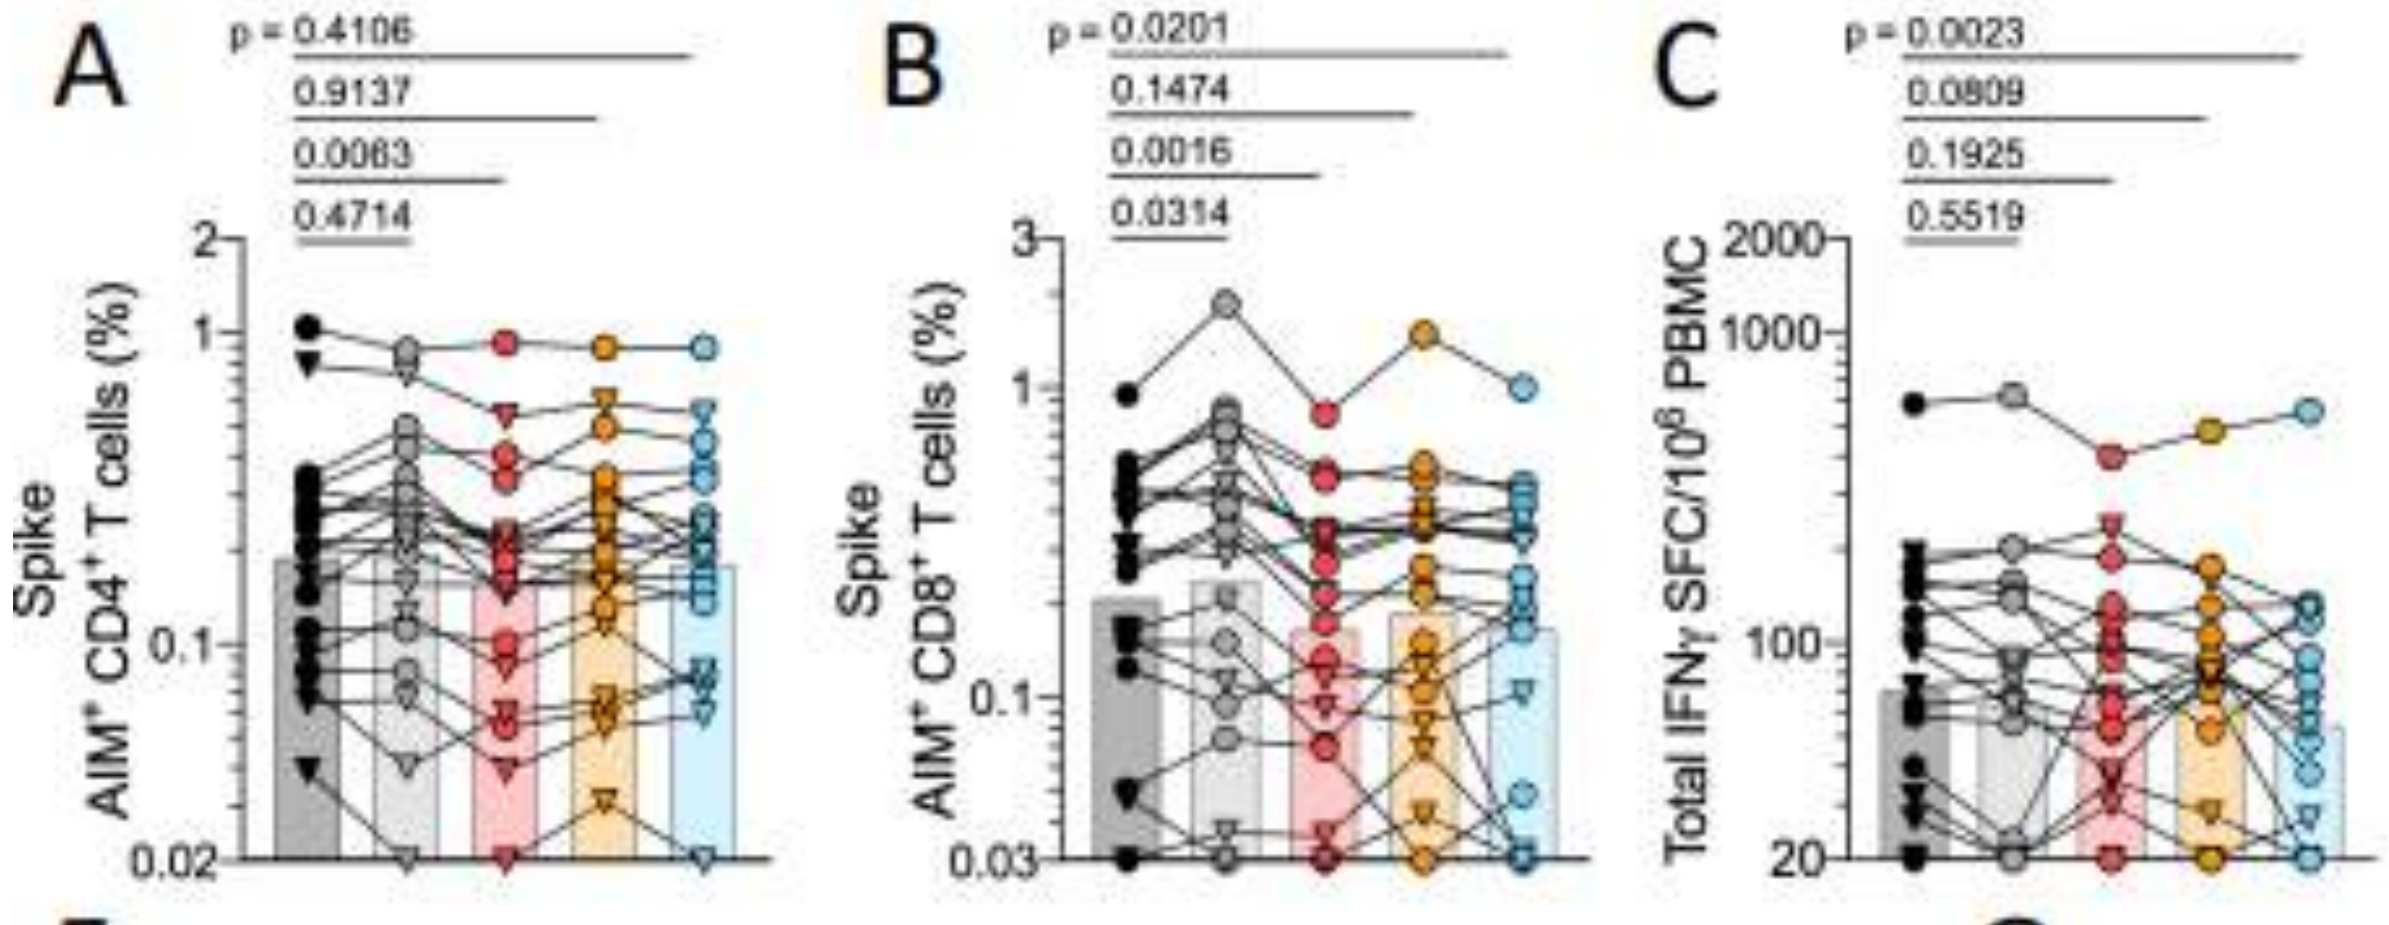 A
p = 0.4106
0.9137
0.0063
0.4714
2
1
0.1
0.02
Spike
AIM⁺ CD4⁺ T cells (%)
B
p = 0.0201
0.1474
0.0016
0.0314
3
1
0.1
0.03
Spike
AIM⁺ CD8⁺ T cells (%)
C
p = 0.0023
0.0809
0.1925
0.5519
2000
1000
100
20
Total IFNγ SFC/10⁶ PBMC